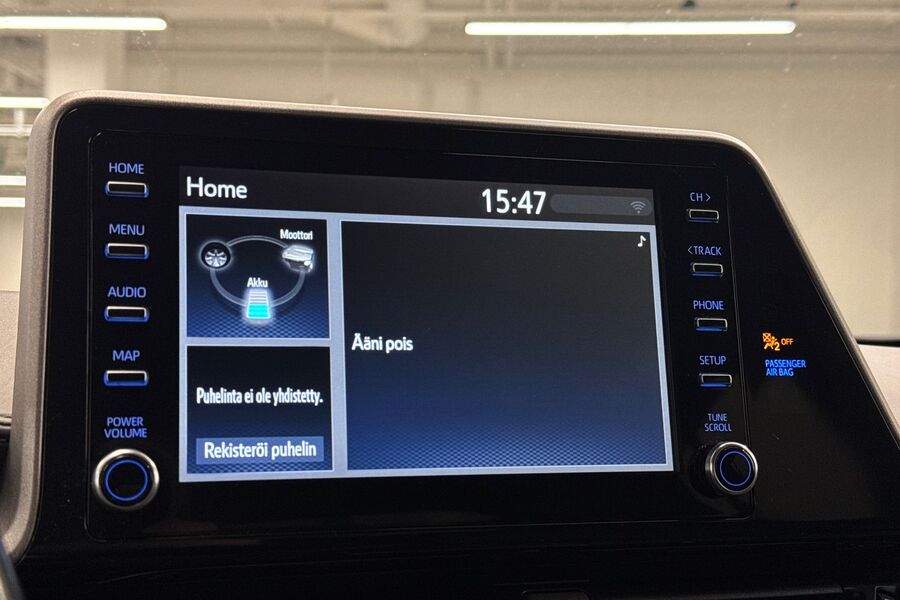 HOME
MENU
AUDIO
MAP
POWER
VOLUME
Home
15:47
Moottori
Akku
Ääni pois
Puhelinta ei ole yhdistetty.
Rekisteröi puhelin
CH >
<TRACK
PHONE
SETUP
TUNE
SCROLL
2 OFF
PASSENGER
AIR BAG